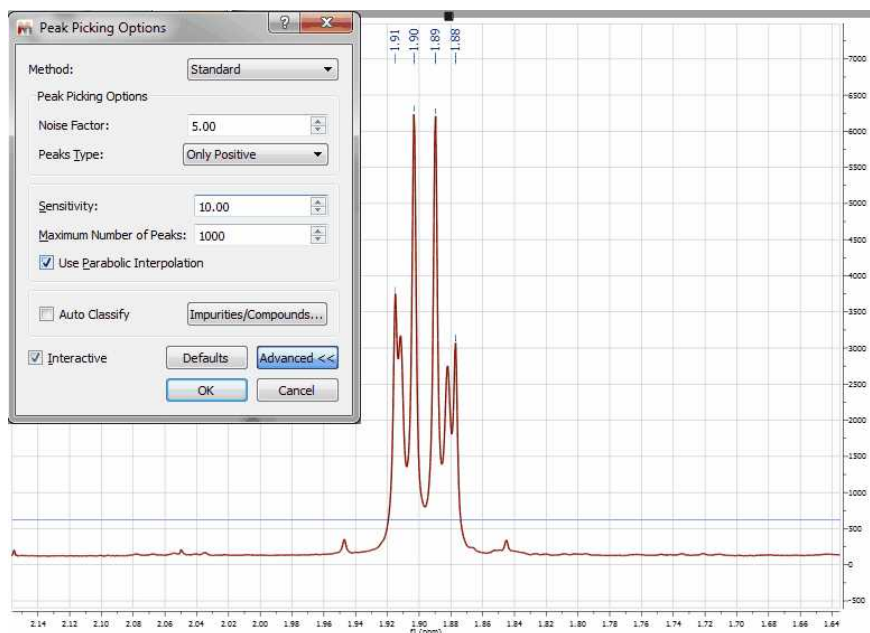 Peak Picking Options
Method: Standard
Peak Picking Options
Noise Factor: 5.00
Peaks Type: Only Positive
Sensitivity: 10.00
Maximum Number of Peaks: 1000
Use Parabolic Interpolation
Auto Classify Impurities/Compounds...
Interactive Defaults Advanced <<
OK Cancel
1.91 1.90 1.89 1.88
7000
6500
6000
5500
5000
4500
4000
3500
3000
2500
2000
1500
1000
500
0
-500
2.14 2.12 2.10 2.08 2.06 2.04 2.02 2.00 1.98 1.96 1.94 1.92 1.90 1.88 1.86 1.84 1.82 1.80 1.78 1.76 1.74 1.72 1.70 1.68 1.66 1.64
f1 (ppm)